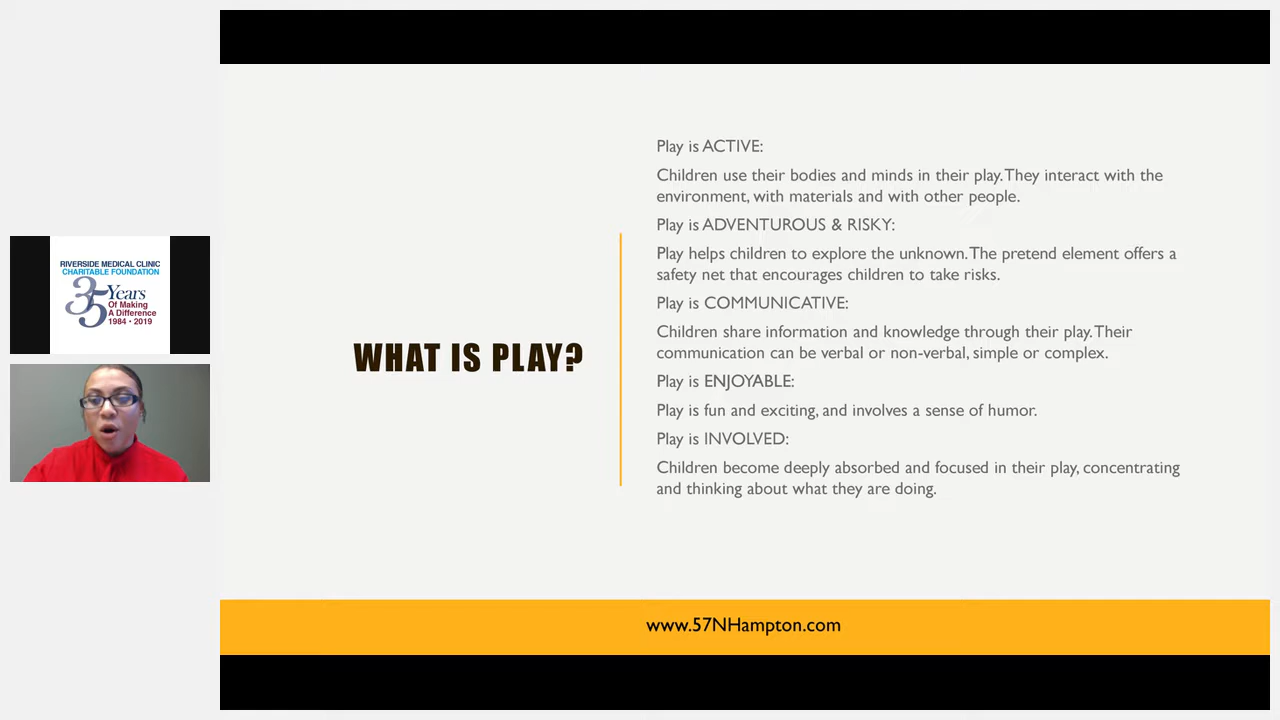 RIVERSIDE MEDICAL CLINIC
CHARITABLE FOUNDATION
35 Years
Of Making
A Difference
1984 • 2019
WHAT IS PLAY?
Play is ACTIVE:
Children use their bodies and minds in their play. They interact with the
environment, with materials and with other people.
Play is ADVENTUROUS & RISKY:
Play helps children to explore the unknown. The pretend element offers a
safety net that encourages children to take risks.
Play is COMMUNICATIVE:
Children share information and knowledge through their play. Their
communication can be verbal or non-verbal, simple or complex.
Play is ENJOYABLE:
Play is fun and exciting, and involves a sense of humor.
Play is INVOLVED:
Children become deeply absorbed and focused in their play, concentrating
and thinking about what they are doing.
www.57NHampton.com